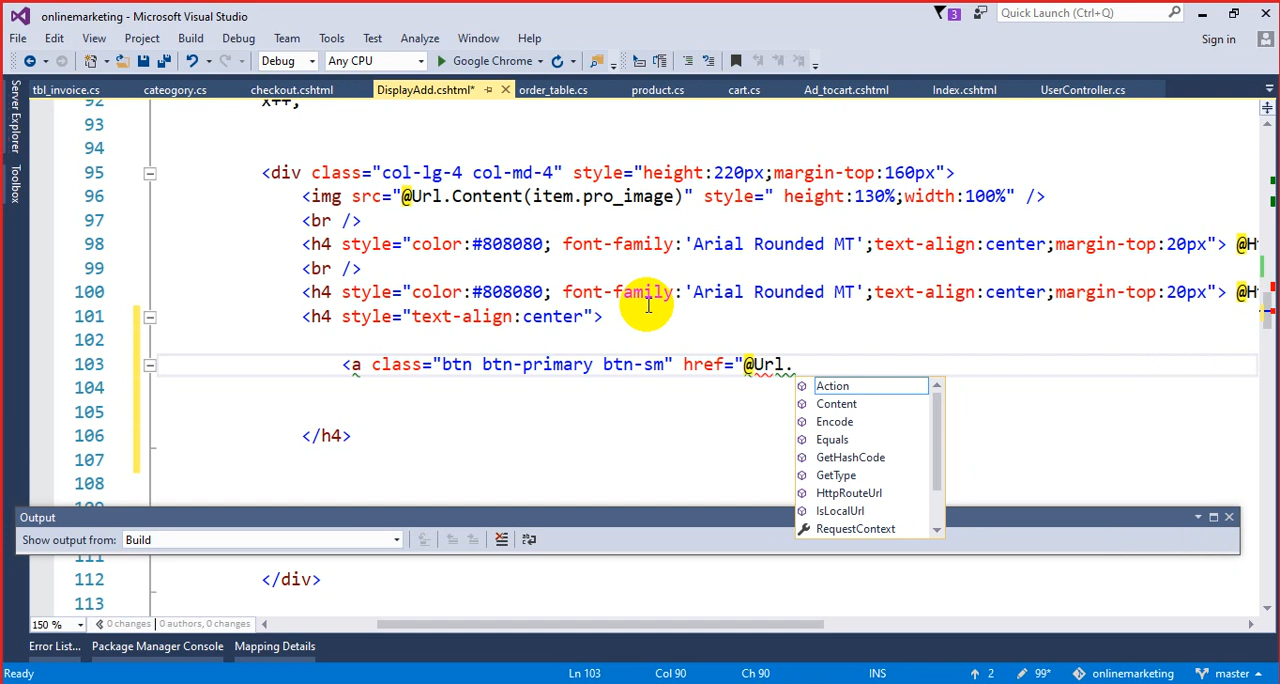 onlinemarketing - Microsoft Visual Studio
3
Quick Launch (Ctrl+Q)
File Edit View Project Build Debug Team Tools Test Analyze Window Help
Sign in
Debug Any CPU Google Chrome
tbl_invoice.cs cateogory.cs checkout.cshtml DisplayAdd.cshtml* order_table.cs product.cs cart.cs Ad_tocart.cshtml Index.cshtml UserController.cs
Server Explorer
Toolbox
92 x++;
93
94
95 <div class="col-lg-4 col-md-4" style="height:220px;margin-top:160px">
96 <img src="@Url.Content(item.pro_image)" style=" height:130%;width:100%" />
97 <br />
98 <h4 style="color:#808080; font-family:'Arial Rounded MT';text-align:center;margin-top:20px"> @H
99 <br />
100 <h4 style="color:#808080; font-family:'Arial Rounded MT';text-align:center;margin-top:20px"> @H
101 <h4 style="text-align:center">
102
103 <a class="btn btn-primary btn-sm" href="@Url.
104
105
106 </h4>
107
108
Action
Content
Encode
Equals
GetHashCode
GetType
HttpRouteUrl
IsLocalUrl
RequestContext
Output
Show output from: Build
111
112 </div>
113
150 % 0 changes | 0 authors, 0 changes
Error List... Package Manager Console Mapping Details
Ready Ln 103 Col 90 Ch 90 INS 2 99* onlinemarketing master